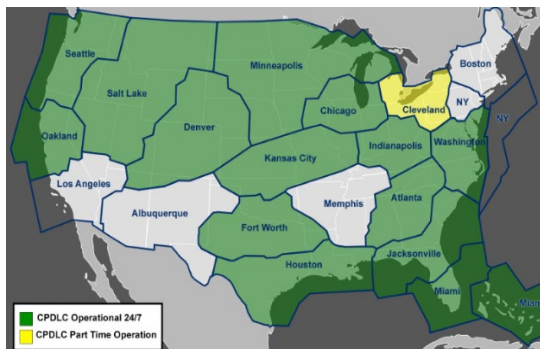 Seattle
Minneapolis
Boston
Salt Lake
Chicago
Cleveland
NY
NY
Denver
Oakland
Indianapolis
Washington
Kansas City
Los Angeles
Memphis
Atlanta
Albuquerque
Fort Worth
Jacksonville
Houston
Miami
Miami
CPDLC Operational 24/7
CPDLC Part Time Operation